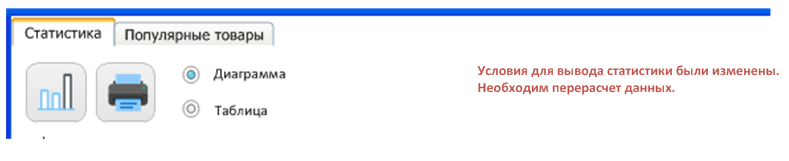 Статистика
Популярные товары
Диаграмма
Таблица
Условия для вывода статистики были изменены.
Необходим перерасчет данных.